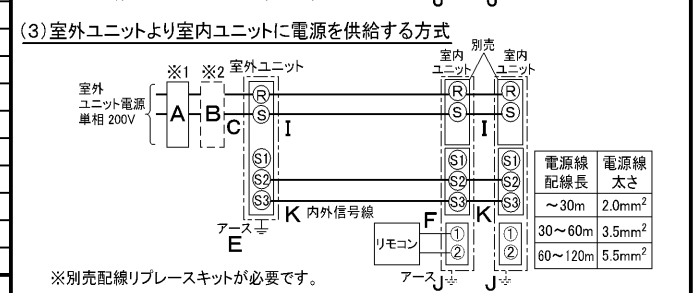 (3)室外ユニットより室内ユニットに電源を供給する方式
※1 ※2 室外ユニット
別売
室内ユニット
室内ユニット
室外
ユニット電源
単相 200V
A B C
R
S
I
R
S
I
R
S
S1
S2
S3
K 内外信号線
S1
S2
S3
K
S1
S2
S3
アース
E
リモコン
F
①
②
①
②
アース
J
J
電源線配線長 電源線太さ
～30m 2.0mm²
30～60m 3.5mm²
60～120m 5.5mm²
※別売配線リプレースキットが必要です。